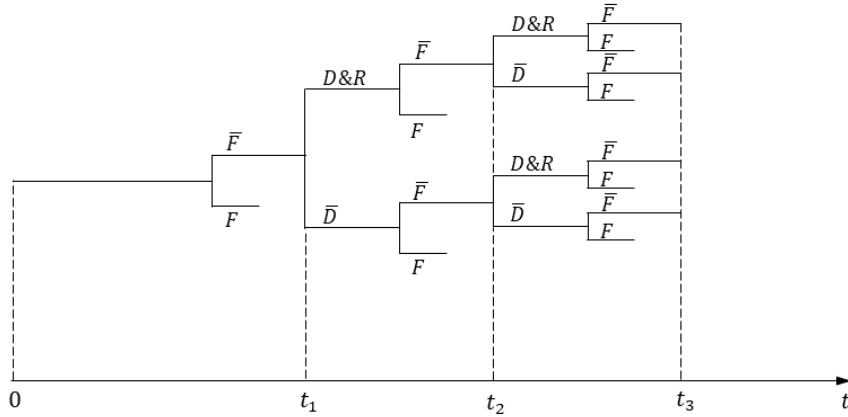 D&R F̅
F̅ F
D&R D̅ F̅
F
F
F̅ D&R F̅
F̅ F
F D̅ D̅ F̅
F
F
0 t₁ t₂ t₃ t